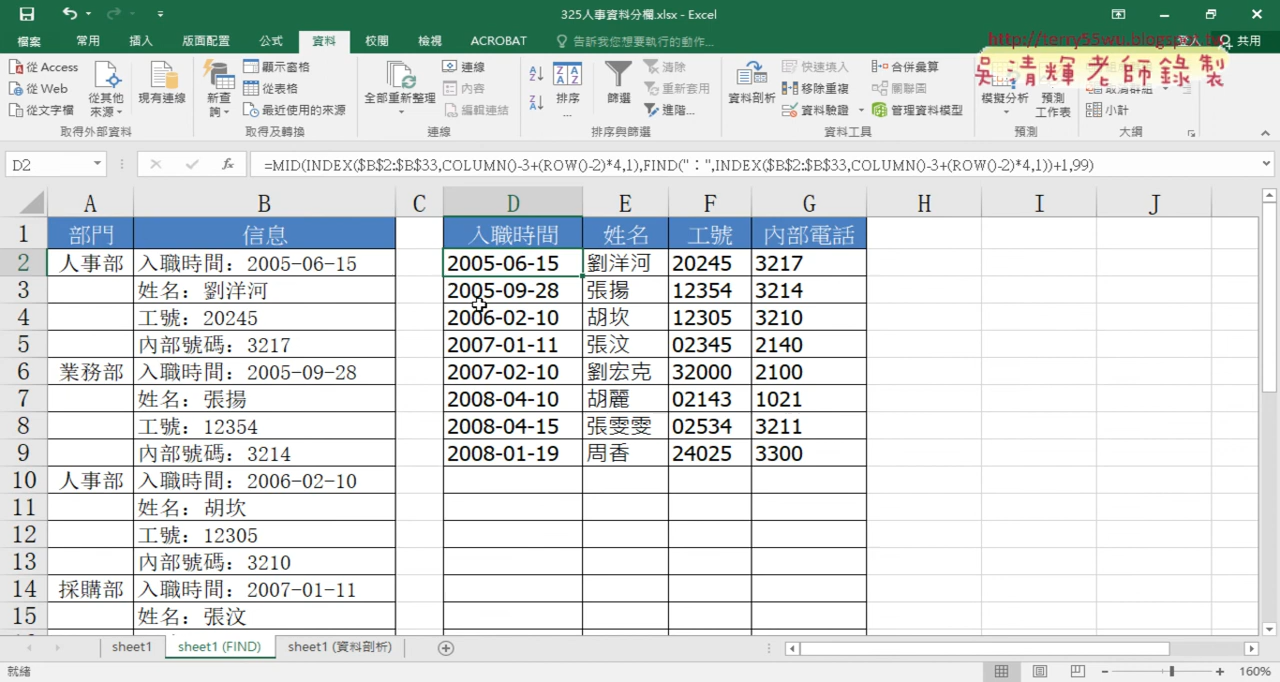 325人事資料分欄.xlsx - Excel
檔案 常用 插入 版面配置 公式 資料 校閱 檢視 ACROBAT 告訴我您想要執行的動作... 登入 共用
http://terry55wu.blogspot.tw
吳清輝老師錄製
從 Access
從 Web
從文字檔
從其他
來源
現有連線
取得外部資料
新查
詢
顯示窗格
從表格
最近使用的來源
取得及轉換
全部重新整理
連線
內容
編輯連結
連線
排序
...
篩選
清除
重新套用
進階...
排序與篩選
資料剖析
快速填入
移除重複
資料驗證
合併彙算
關聯圖
管理資料模型
資料工具
模擬分析
預測
工作表
預測
取消群組
小計
大綱
D2 fx =MID(INDEX($B$2:$B$33,COLUMN()-3+(ROW()-2)*4,1),FIND("：",INDEX($B$2:$B$33,COLUMN()-3+(ROW()-2)*4,1))+1,99)
A B C D E F G H I J
1 部門 信息 入職時間 姓名 工號 內部電話
2 人事部 入職時間：2005-06-15 2005-06-15 劉洋河 20245 3217
3 姓名：劉洋河 2005-09-28 張揚 12354 3214
4 工號：20245 2006-02-10 胡坎 12305 3210
5 內部號碼：3217 2007-01-11 張汶 02345 2140
6 業務部 入職時間：2005-09-28 2007-02-10 劉宏克 32000 2100
7 姓名：張揚 2008-04-10 胡麗 02143 1021
8 工號：12354 2008-04-15 張雯雯 02534 3211
9 內部號碼：3214 2008-01-19 周香 24025 3300
10 人事部 入職時間：2006-02-10
11 姓名：胡坎
12 工號：12305
13 內部號碼：3210
14 採購部 入職時間：2007-01-11
15 姓名：張汶
sheet1 sheet1 (FIND) sheet1 (資料剖析)
就緒 160%